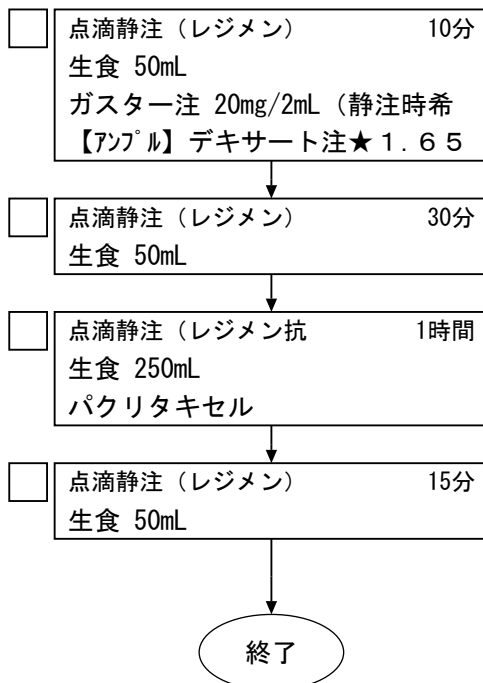 点滴静注（レジメン） 10分
生食 50mL
ガスター注 20mg/2mL（静注時希
【ｱﾝﾌﾟﾙ】デキサート注★１．６５
点滴静注（レジメン） 30分
生食 50mL
点滴静注（レジメン抗 1時間
生食 250mL
パクリタキセル
点滴静注（レジメン） 15分
生食 50mL
終了